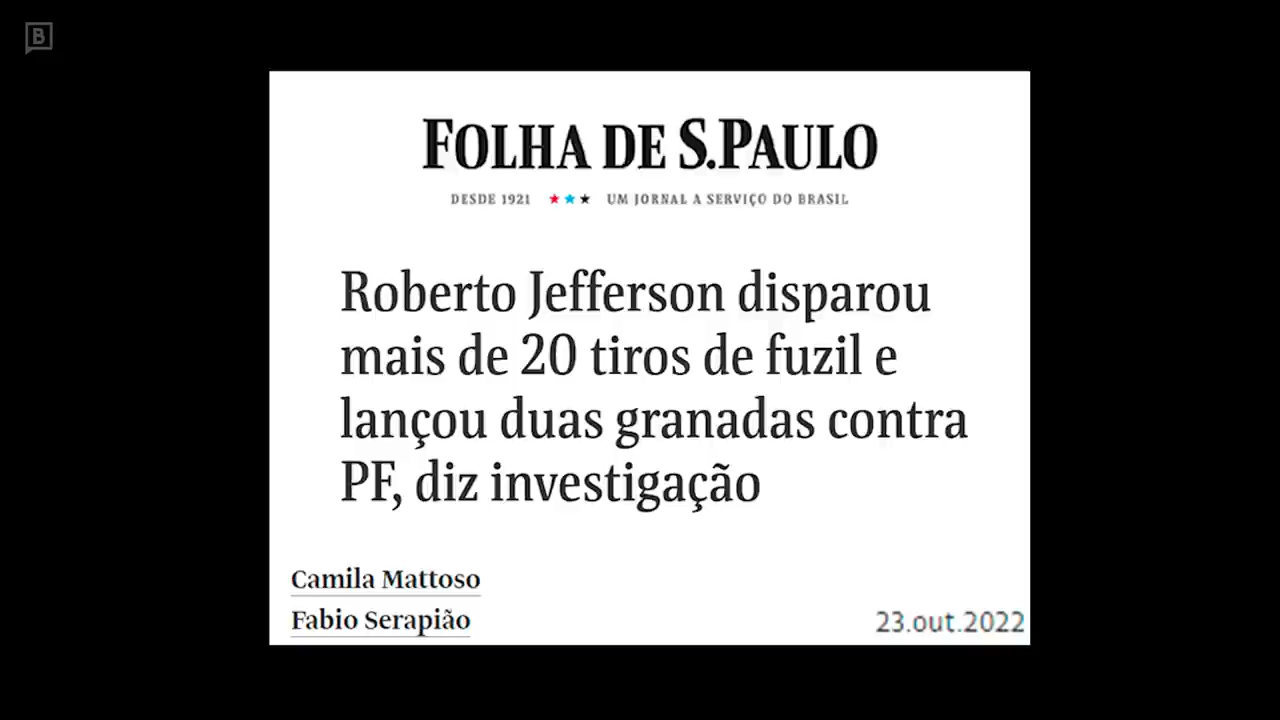 B
FOLHA DE S.PAULO
DESDE 1921 ★★★ UM JORNAL A SERVIÇO DO BRASIL
Roberto Jefferson disparou
mais de 20 tiros de fuzil e
lançou duas granadas contra
PF, diz investigação
Camila Mattoso
Fabio Serapião
23.out.2022